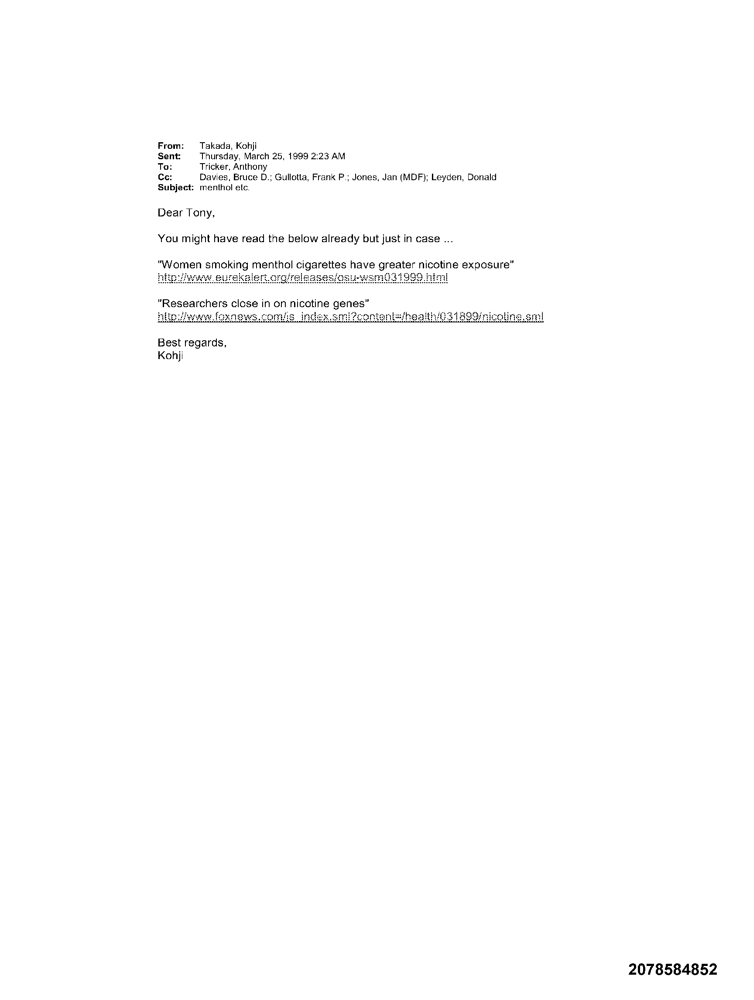 From: Takada, Kohji
Sent: Thursday, March 25, 1999 2:23 AM
To: Tricker, Anthony
Cc: Davies, Bruce D.; Gullotta, Frank P.; Jones, Jan (MDF); Leyden, Donald
Subject: menthol etc.
Dear Tony,
You might have read the below already but just in case ...
"Women smoking menthol cigarettes have greater nicotine exposure"
http://www.eurekalert.org/releases/osu-wsm031999.html
"Researchers close in on nicotine genes"
http://www.foxnews.com/js_index.sml?content=/health/031899/nicotine.sml
Best regards,
Kohji
2078584852